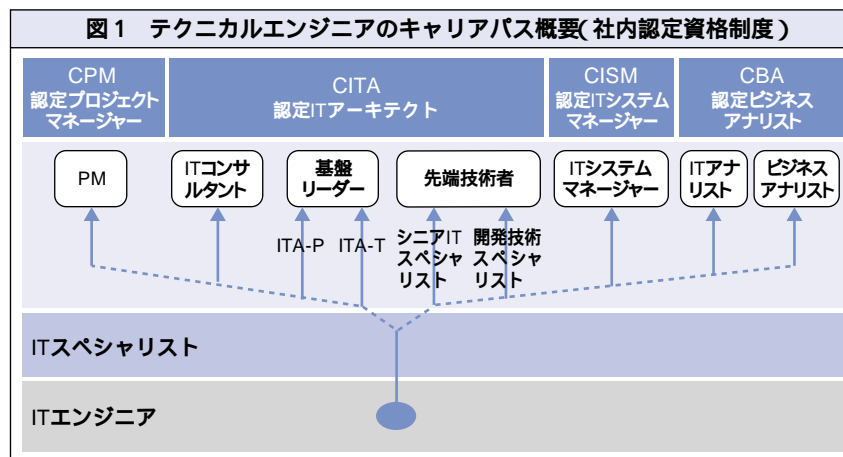 図1 テクニカルエンジニアのキャリアパス概要(社内認定資格制度)
CPM
認定プロジェクト
マネージャー
CITA
認定ITアーキテクト
CISM
認定ITシステム
マネージャー
CBA
認定ビジネス
アナリスト
PM
ITコンサ
ルタント
基盤
リーダー
先端技術者
ITシステム
マネージャー
ITアナ
リスト
ビジネス
アナリスト
ITA-P
ITA-T
シニアIT
スペシャ
リスト
開発技術
スペシャ
リスト
ITスペシャリスト
ITエンジニア